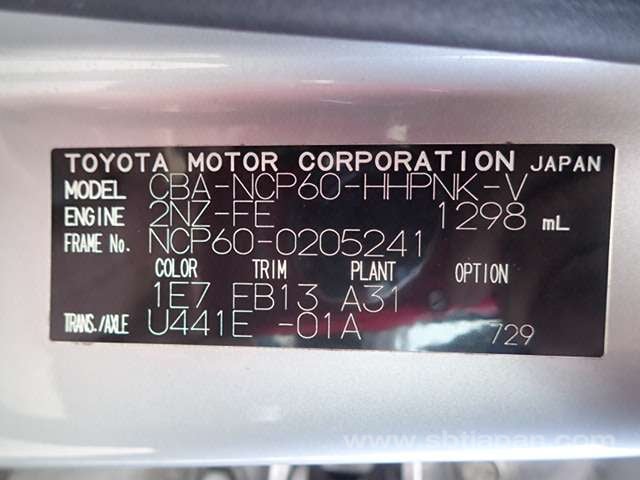 TOYOTA MOTOR CORPORATION JAPAN
MODEL CBA-NCP60-HHPNK-V
ENGINE 2NZ-FE 1298 mL
FRAME No. NCP60-0205241
COLOR TRIM PLANT OPTION
1E7 FB13 A31
TRANS./AXLE U441E -01A 729
www.sbtjapan.com